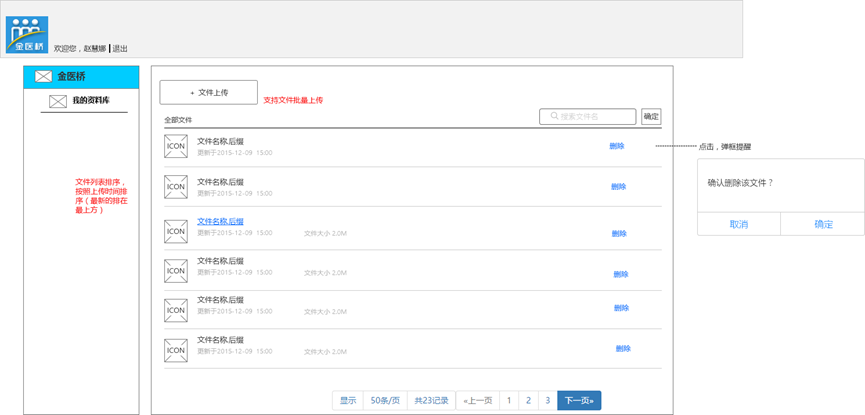 金医桥
欢迎您，赵慧娜 | 退出
金医桥
我的资料库
文件列表排序，
按照上传时间排
序（最新的排在
最上方）
+ 文件上传
支持文件批量上传
全部文件
搜索文件名
确定
ICON
文件名称.后缀
更新于2015-12-09 15:00
删除
点击，弹框提醒
ICON
文件名称.后缀
更新于2015-12-09 15:00
删除
确认删除该文件？
取消
确定
ICON
文件名称.后缀
更新于2015-12-09 15:00
文件大小 2.0M
删除
ICON
文件名称.后缀
更新于2015-12-09 15:00
文件大小 2.0M
删除
ICON
文件名称.后缀
更新于2015-12-09 15:00
文件大小 2.0M
删除
ICON
文件名称.后缀
更新于2015-12-09 15:00
文件大小 2.0M
删除
显示 50条/页 共23记录 «上一页 1 2 3 下一页»